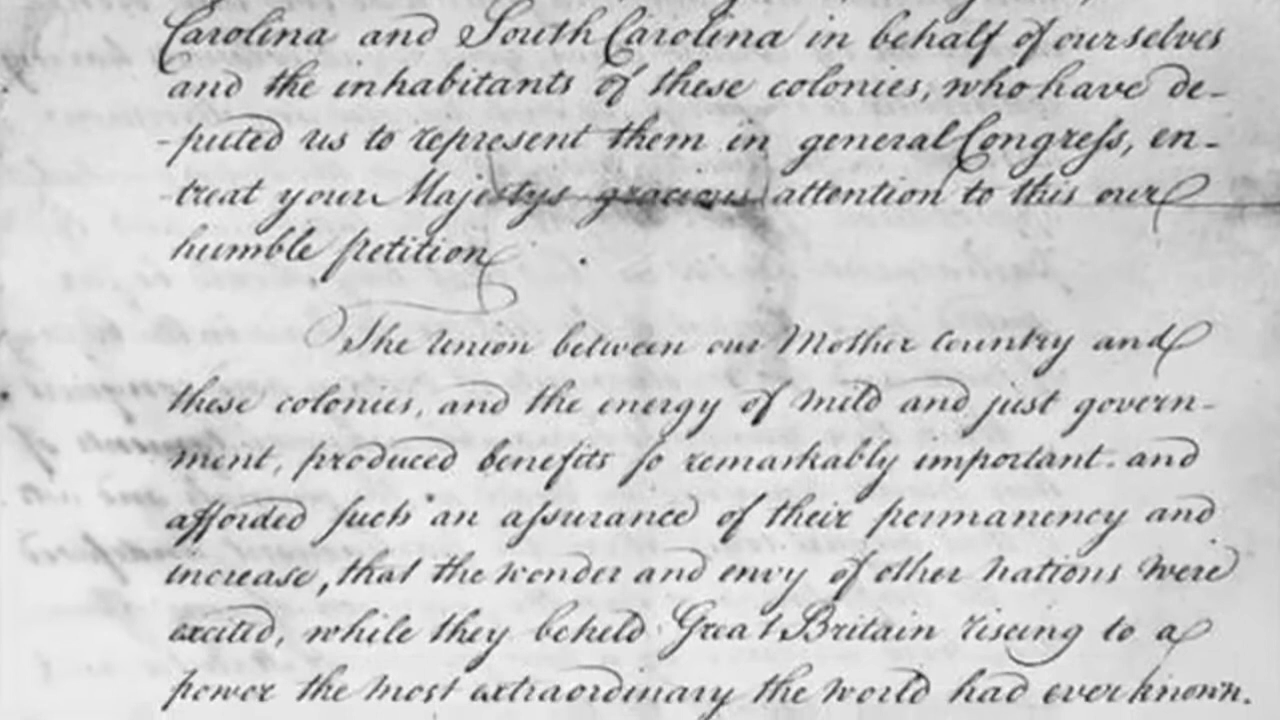 Carolina and South Carolina in behalf of ourselves
and the inhabitants of these colonies, who have de-
-puted us to represent them in general Congreſs, en-
-treat your Majestys gracious attention to this our
humble petition
The Union between our Mother Country and
these colonies, and the energy of mild and just govern-
ment, produced benefits ſo remarkably important. and
afforded ſuch an aſsurance of their permanency and
increase, that the wonder and envy of other nations were
excited, while they beheld Great Britain riseing to a
power the most extraordinary the world had ever known.